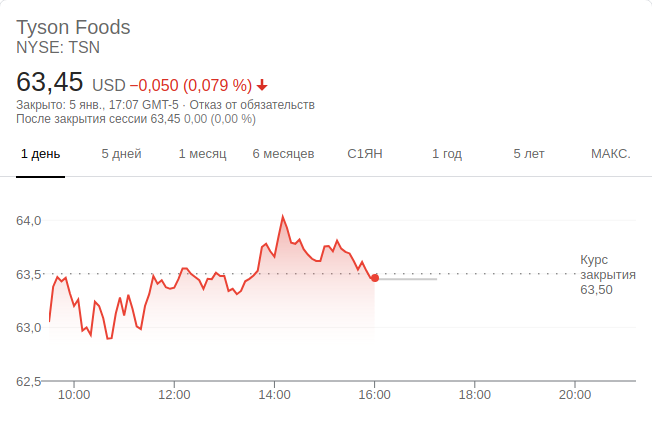 Tyson Foods
NYSE: TSN
63,45 USD −0,050 (0,079 %)
Закрыто: 5 янв., 17:07 GMT-5 · Отказ от обязательств
После закрытия сессии 63,45 0,00 (0,00 %)
1 день 5 дней 1 месяц 6 месяцев С1ЯН 1 год 5 лет МАКС.
64,0
Курс
закрытия
63,50
63,5
63,0
62,5
10:00 12:00 14:00 16:00 18:00 20:00